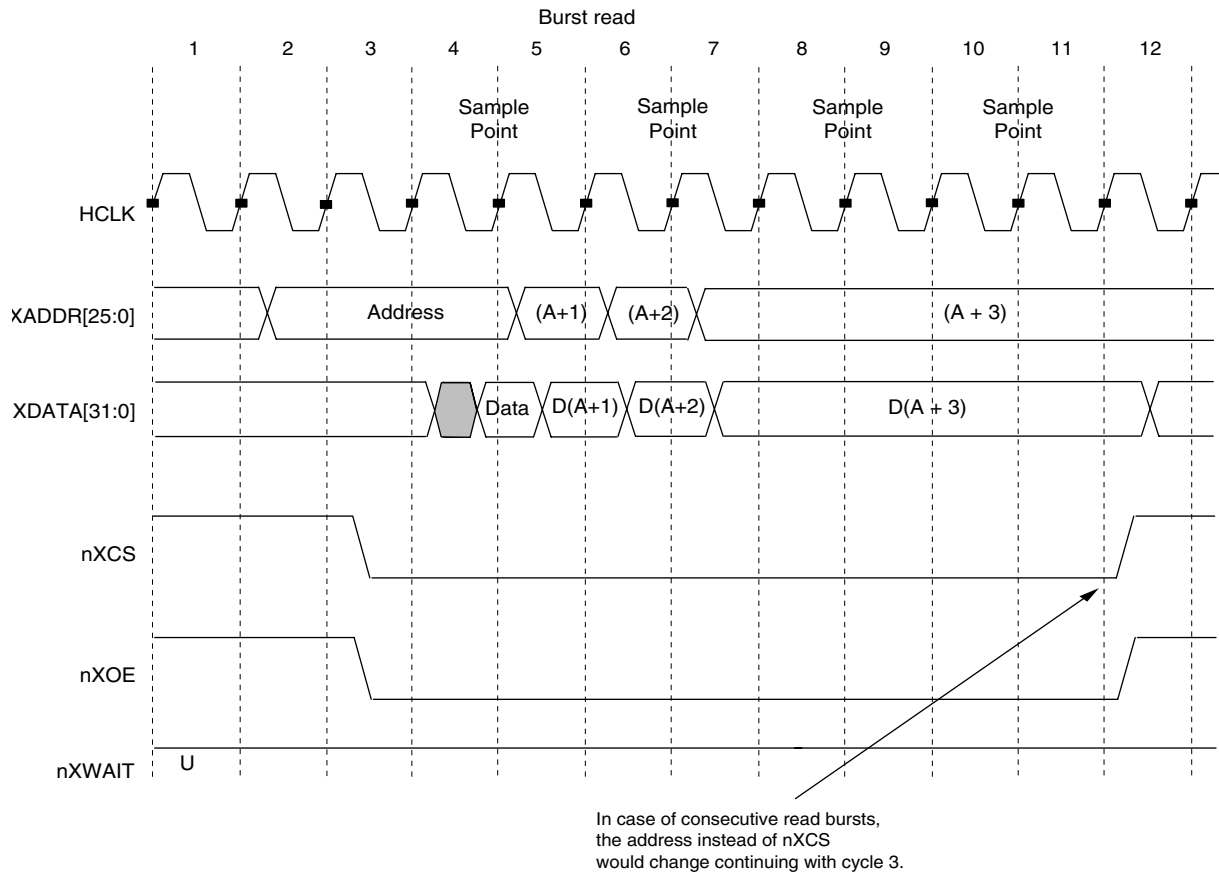 Burst read
1 2 3 4 5 6 7 8 9 10 11 12
Sample Point Sample Point Sample Point Sample Point
HCLK
XADDR[25:0] Address (A+1) (A+2) (A + 3)
XDATA[31:0] Data D(A+1) D(A+2) D(A + 3)
nXCS
nXOE
nXWAIT U
In case of consecutive read bursts,
the address instead of nXCS
would change continuing with cycle 3.